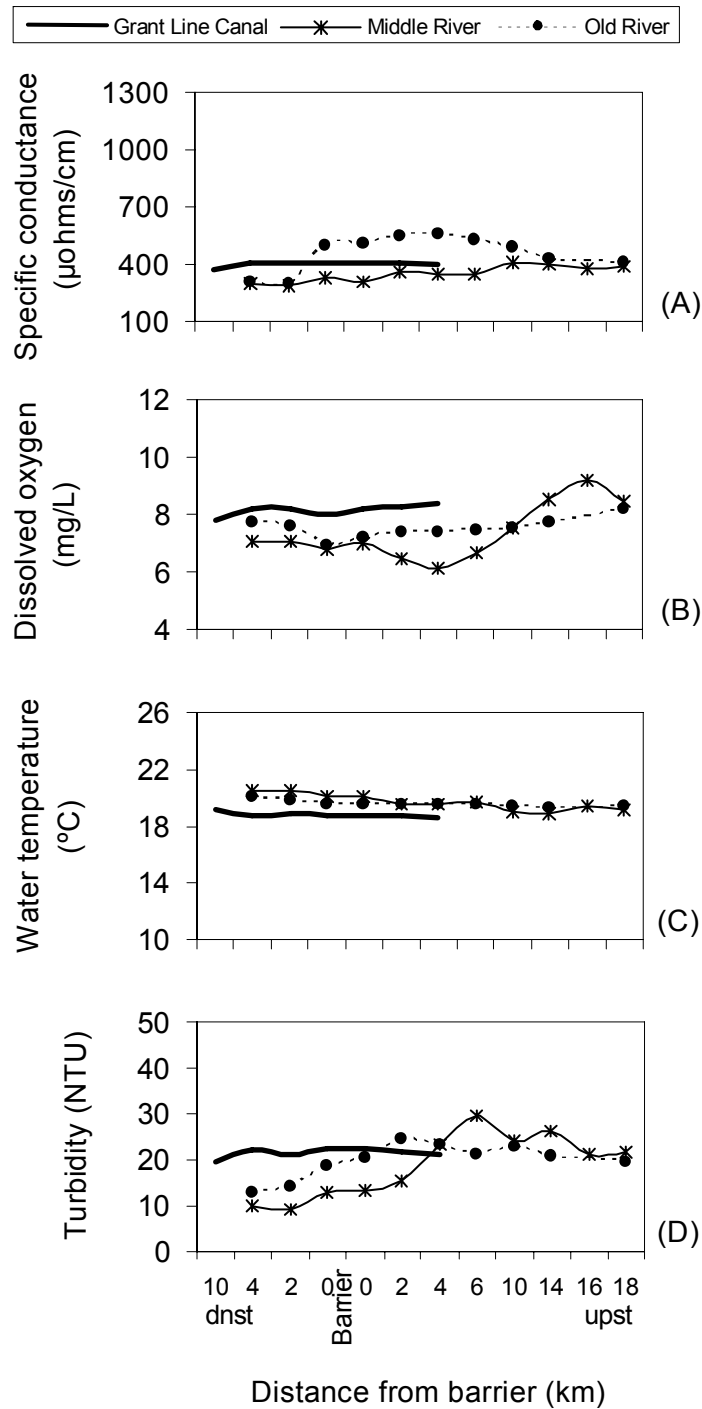 Grant Line Canal Middle River Old River
Specific conductance
(µohms/cm)
1300
1000
700
400
100
(A)
Dissolved oxygen
(mg/L)
12
10
8
6
4
(B)
Water temperature
(ºC)
26
22
18
14
10
(C)
Turbidity (NTU)
50
40
30
20
10
0
(D)
10 4 2 0 Barrier 0 2 4 6 10 14 16 18
dnst upst
Distance from barrier (km)